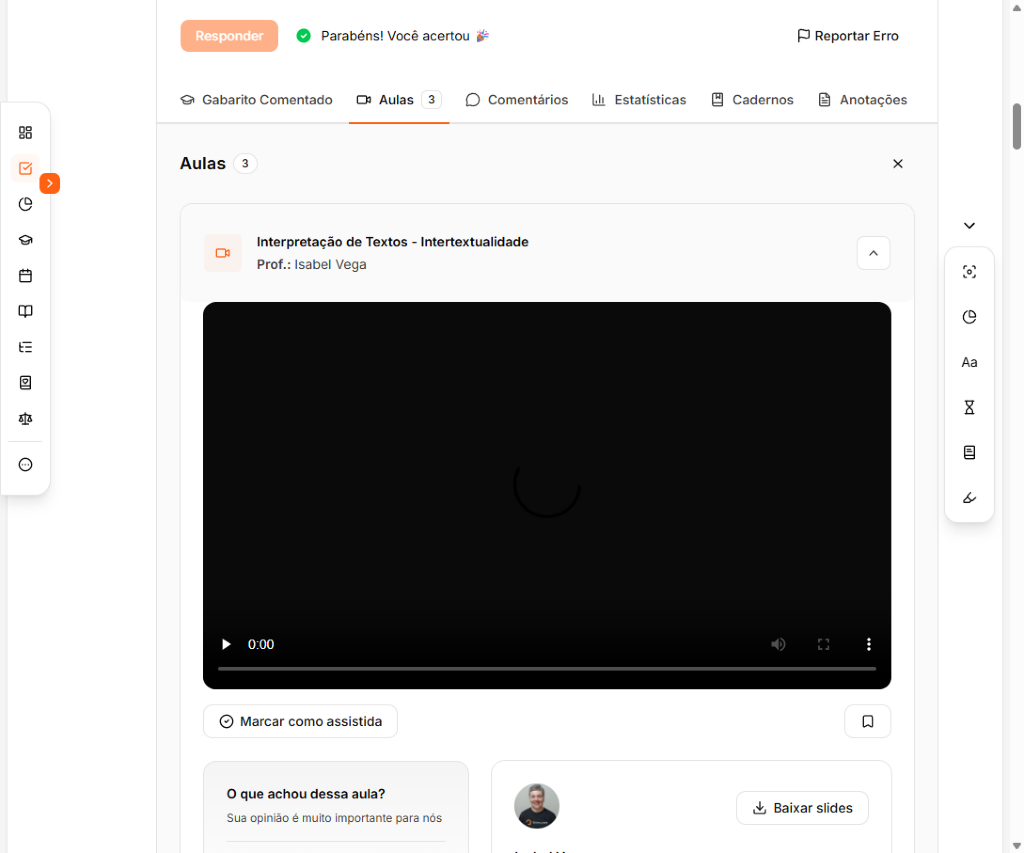 Responder
Parabéns! Você acertou 🎉
Reportar Erro
Gabarito Comentado
Aulas 3
Comentários
Estatísticas
Cadernos
Anotações
Aulas 3
Interpretação de Textos - Intertextualidade
Prof.: Isabel Vega
Aa
0:00
Marcar como assistida
O que achou dessa aula?
Sua opinião é muito importante para nós
Baixar slides